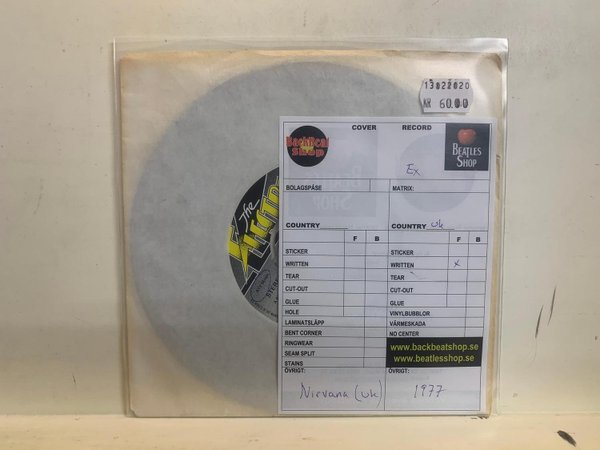 13022020
KR 60.00
COVER RECORD
BackBeat
Shop
BEATLES
SHOP
Ex
BOLAGSPÅSE MATRIX:
COUNTRY COUNTRY uk
F B F B
STICKER STICKER
WRITTEN WRITTEN x
TEAR TEAR
CUT-OUT CUT-OUT
GLUE GLUE
HOLE VINYLBUBBLOR
LAMINATSLÄPP VÄRMESKADA
BENT CORNER NO CENTER
RINGWEAR
SEAM SPLIT
STAINS
www.backbeatshop.se
www.beatlesshop.se
ÖVRIGT: ÖVRIGT:
Nirvana (uk) 1977
The